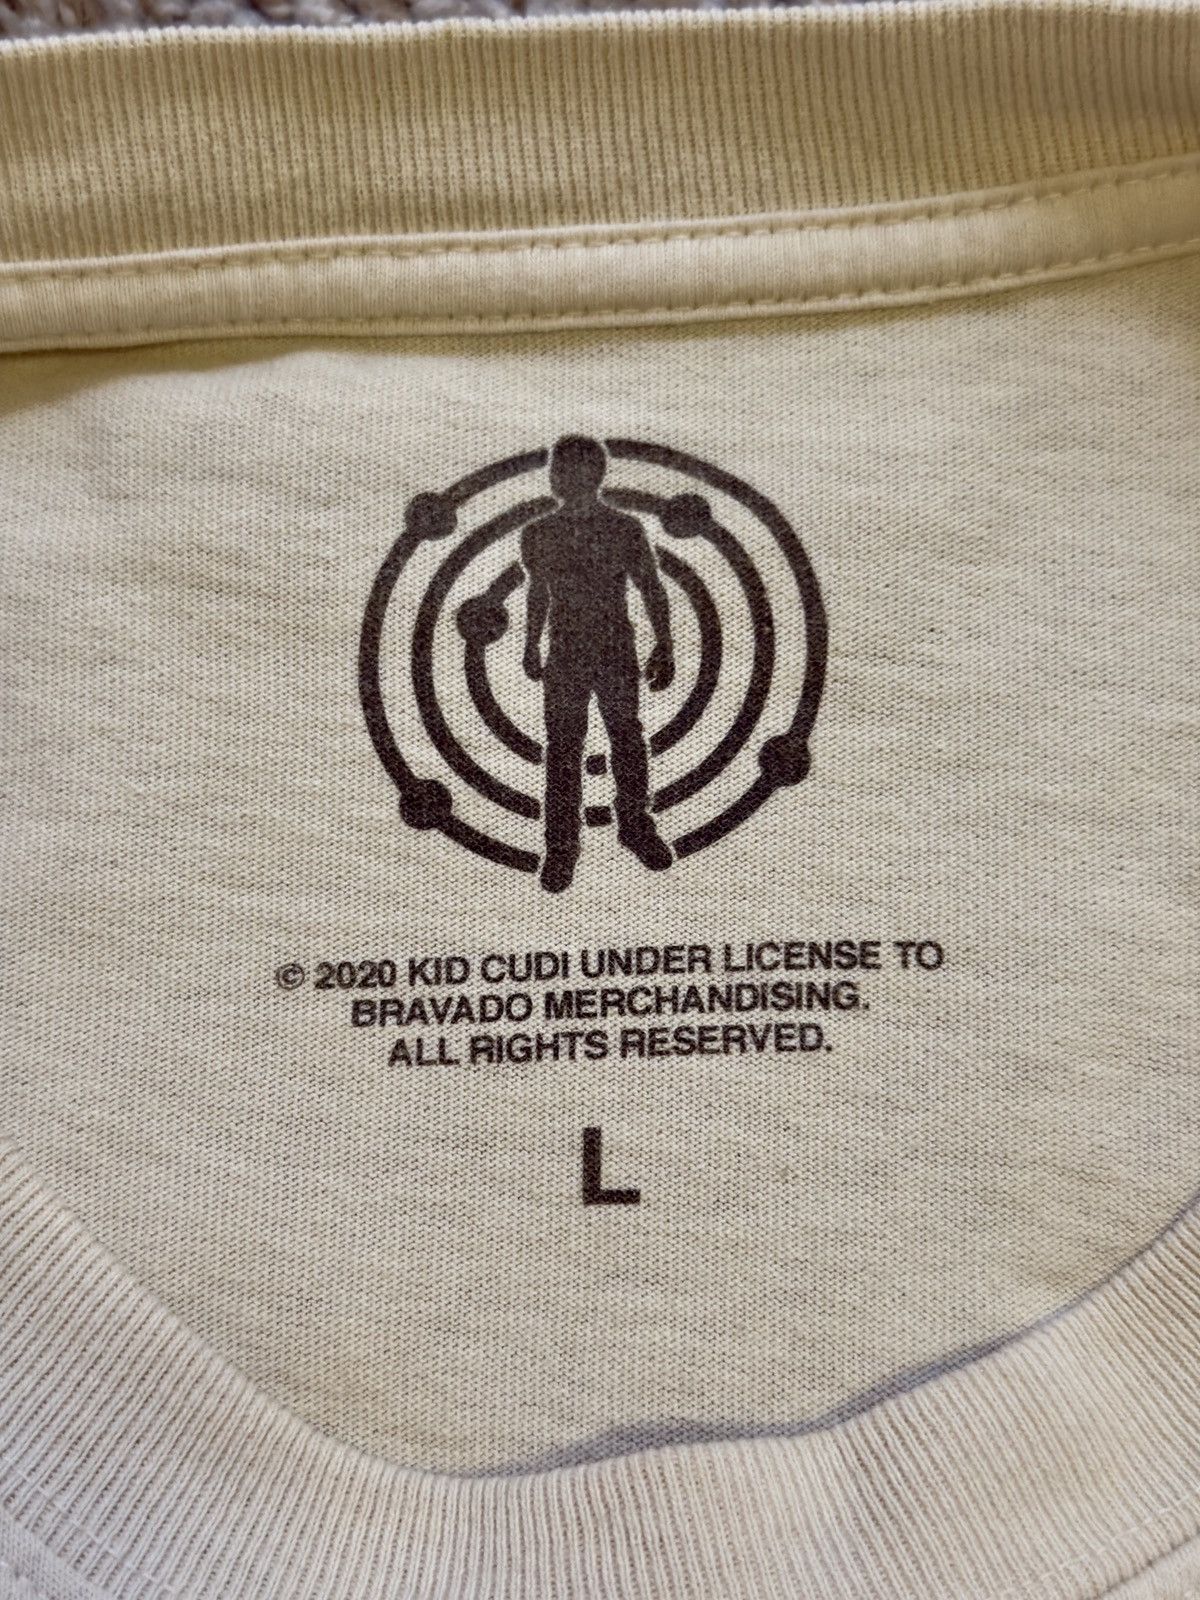 © 2020 KID CUDI UNDER LICENSE TO
BRAVADO MERCHANDISING.
ALL RIGHTS RESERVED.
L